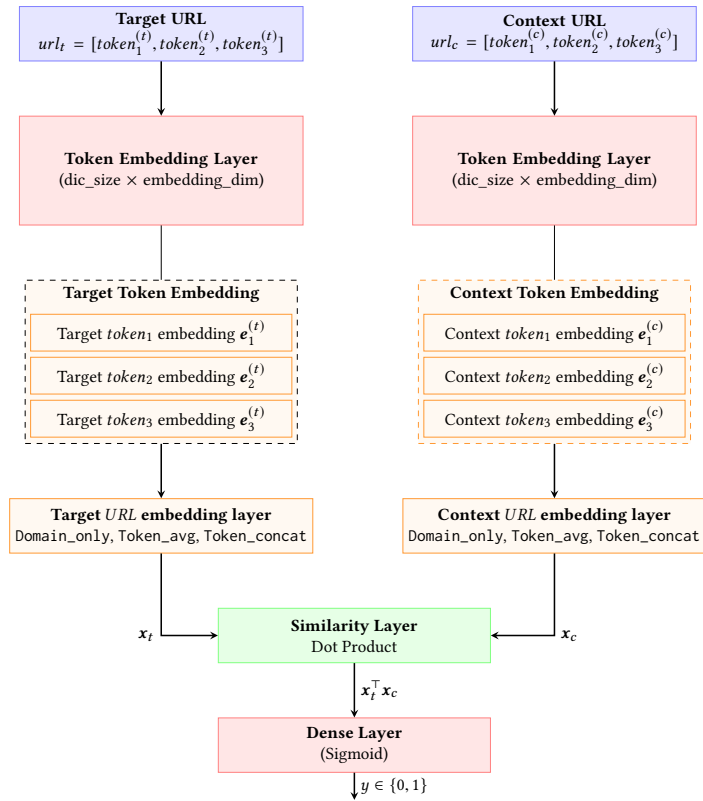 Target URL
url_t = [token_1^{(t)}, token_2^{(t)}, token_3^{(t)}]
Context URL
url_c = [token_1^{(c)}, token_2^{(c)}, token_3^{(c)}]
Token Embedding Layer
(dic_size × embedding_dim)
Token Embedding Layer
(dic_size × embedding_dim)
Target Token Embedding
Target token_1 embedding e_1^{(t)}
Target token_2 embedding e_2^{(t)}
Target token_3 embedding e_3^{(t)}
Context Token Embedding
Context token_1 embedding e_1^{(c)}
Context token_2 embedding e_2^{(c)}
Context token_3 embedding e_3^{(c)}
Target URL embedding layer
Domain_only, Token_avg, Token_concat
Context URL embedding layer
Domain_only, Token_avg, Token_concat
x_t
x_c
Similarity Layer
Dot Product
x_t^⊤ x_c
Dense Layer
(Sigmoid)
y ∈ {0, 1}